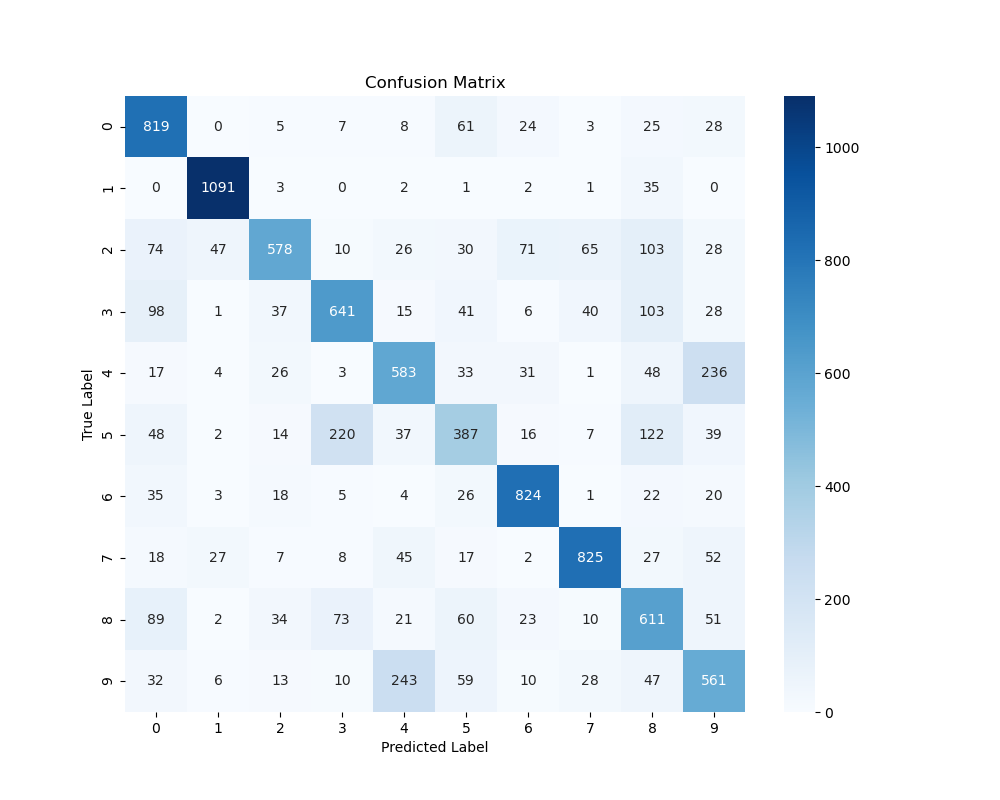 Confusion Matrix
0 819 0 5 7 8 61 24 3 25 28
1 0 1091 3 0 2 1 2 1 35 0
2 74 47 578 10 26 30 71 65 103 28
3 98 1 37 641 15 41 6 40 103 28
4 17 4 26 3 583 33 31 1 48 236
5 48 2 14 220 37 387 16 7 122 39
6 35 3 18 5 4 26 824 1 22 20
7 18 27 7 8 45 17 2 825 27 52
8 89 2 34 73 21 60 23 10 611 51
9 32 6 13 10 243 59 10 28 47 561
0 1 2 3 4 5 6 7 8 9
Predicted Label
True Label
1000
800
600
400
200
0